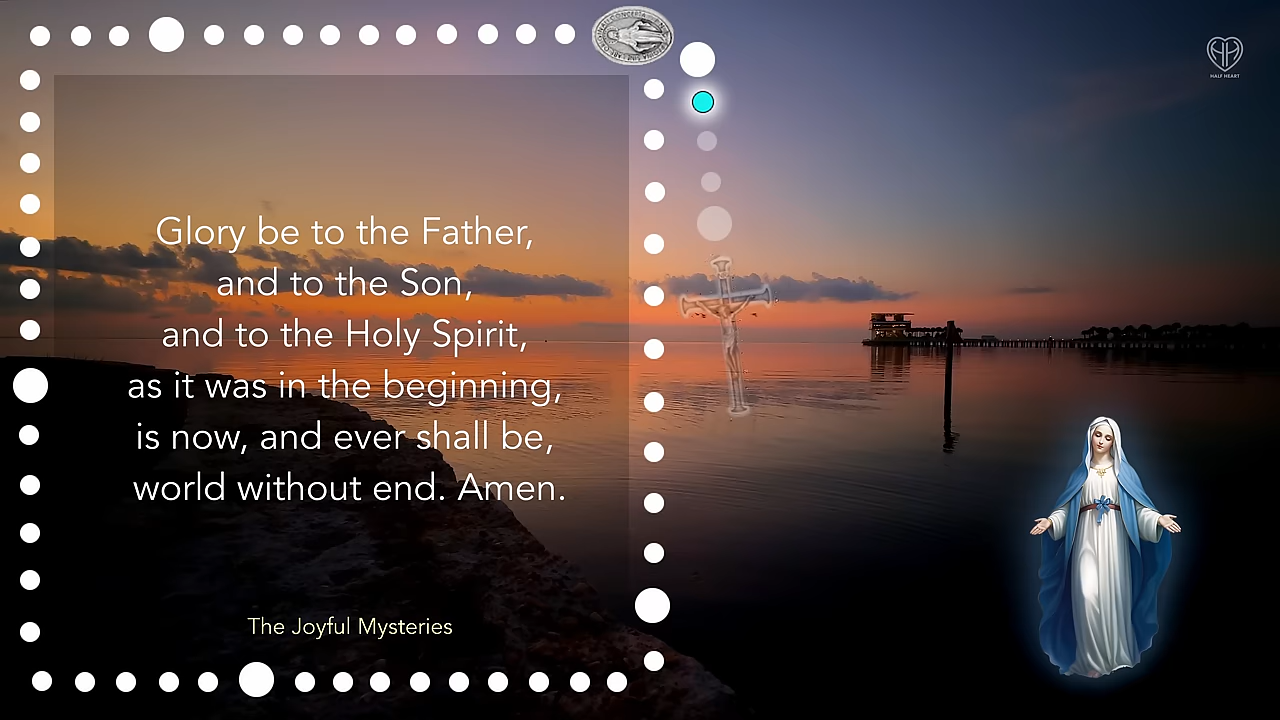 HALF HEART
Glory be to the Father,
and to the Son,
and to the Holy Spirit,
as it was in the beginning,
is now, and ever shall be,
world without end. Amen.
The Joyful Mysteries